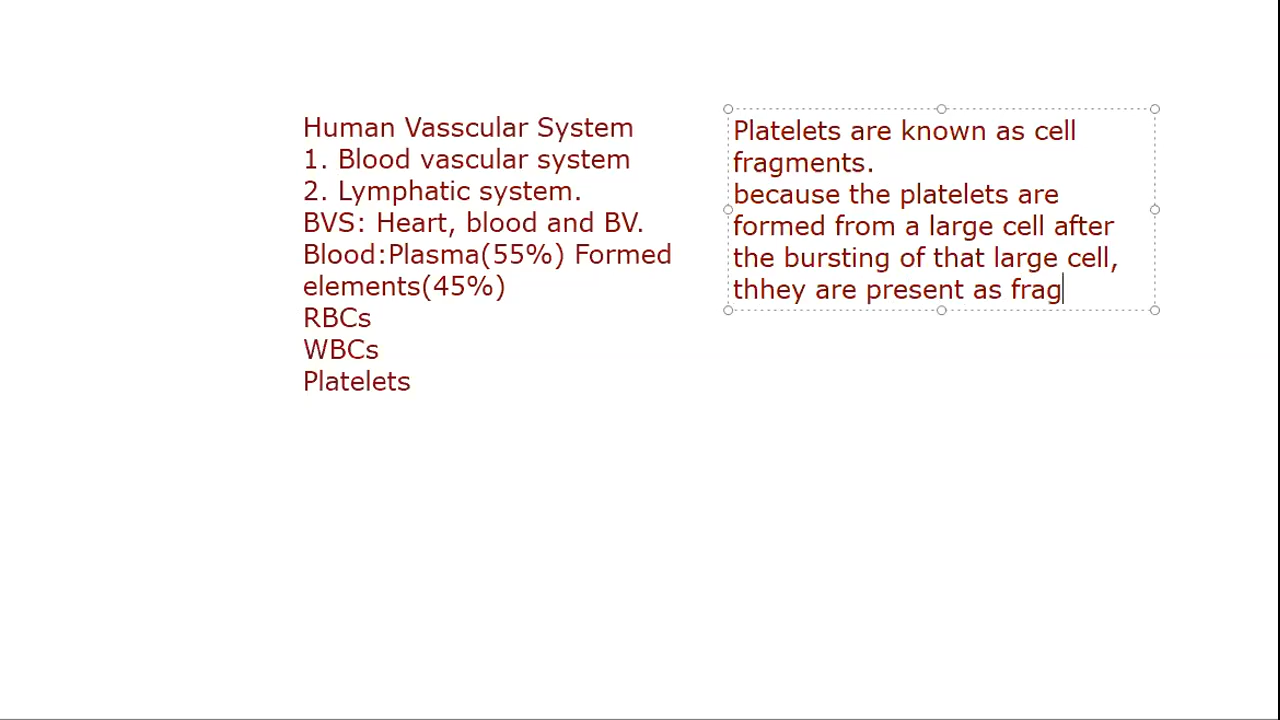 Human Vasscular System
1. Blood vascular system
2. Lymphatic system.
BVS: Heart, blood and BV.
Blood:Plasma(55%) Formed
elements(45%)
RBCs
WBCs
Platelets
Platelets are known as cell
fragments.
because the platelets are
formed from a large cell after
the bursting of that large cell,
thhey are present as frag